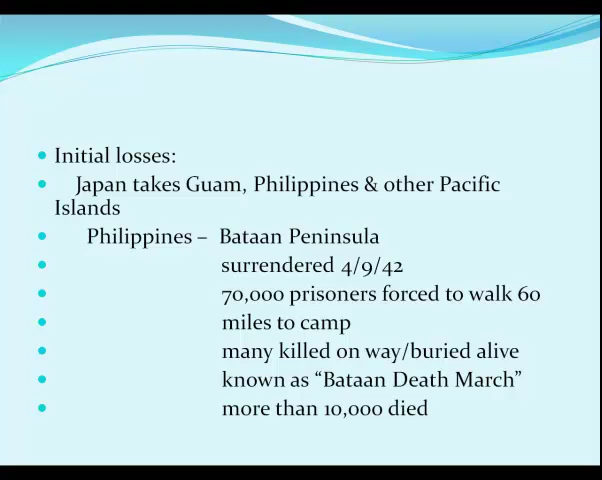 Initial losses:
Japan takes Guam, Philippines & other Pacific
Islands
Philippines – Bataan Peninsula
surrendered 4/9/42
70,000 prisoners forced to walk 60
miles to camp
many killed on way/buried alive
known as “Bataan Death March”
more than 10,000 died